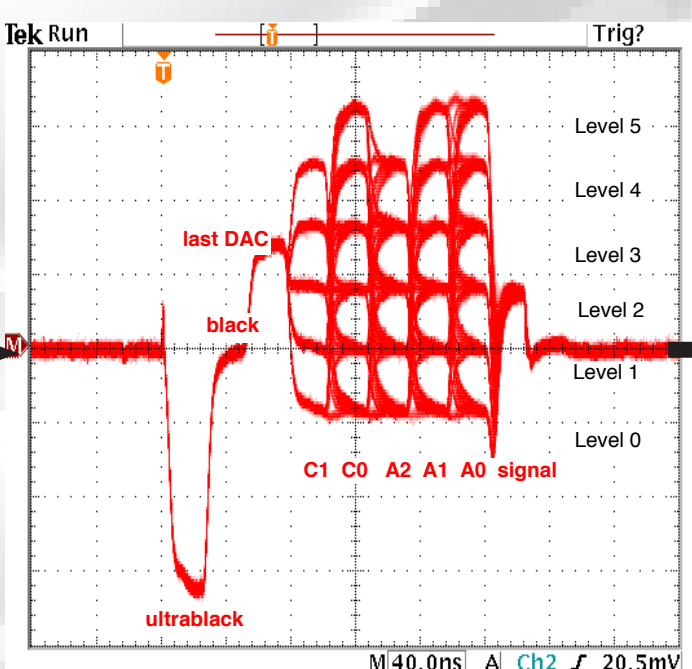 Tek Run Trig?
T
T
Level 5
Level 4
last DAC
Level 3
Level 2
black
M
Level 1
Level 0
C1 C0 A2 A1 A0 signal
ultrablack
M 40.0ns A Ch2 20.5mV